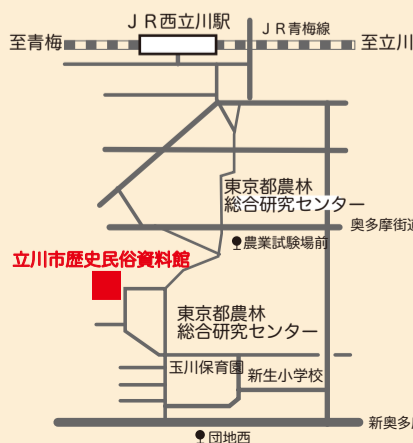 JR西立川駅
JR青梅線
至青梅
至立川
東京都農林
総合研究センター
奥多摩街道
農業試験場前
立川市歴史民俗資料館
東京都農林
総合研究センター
玉川保育園
新生小学校
新奥多
団地西